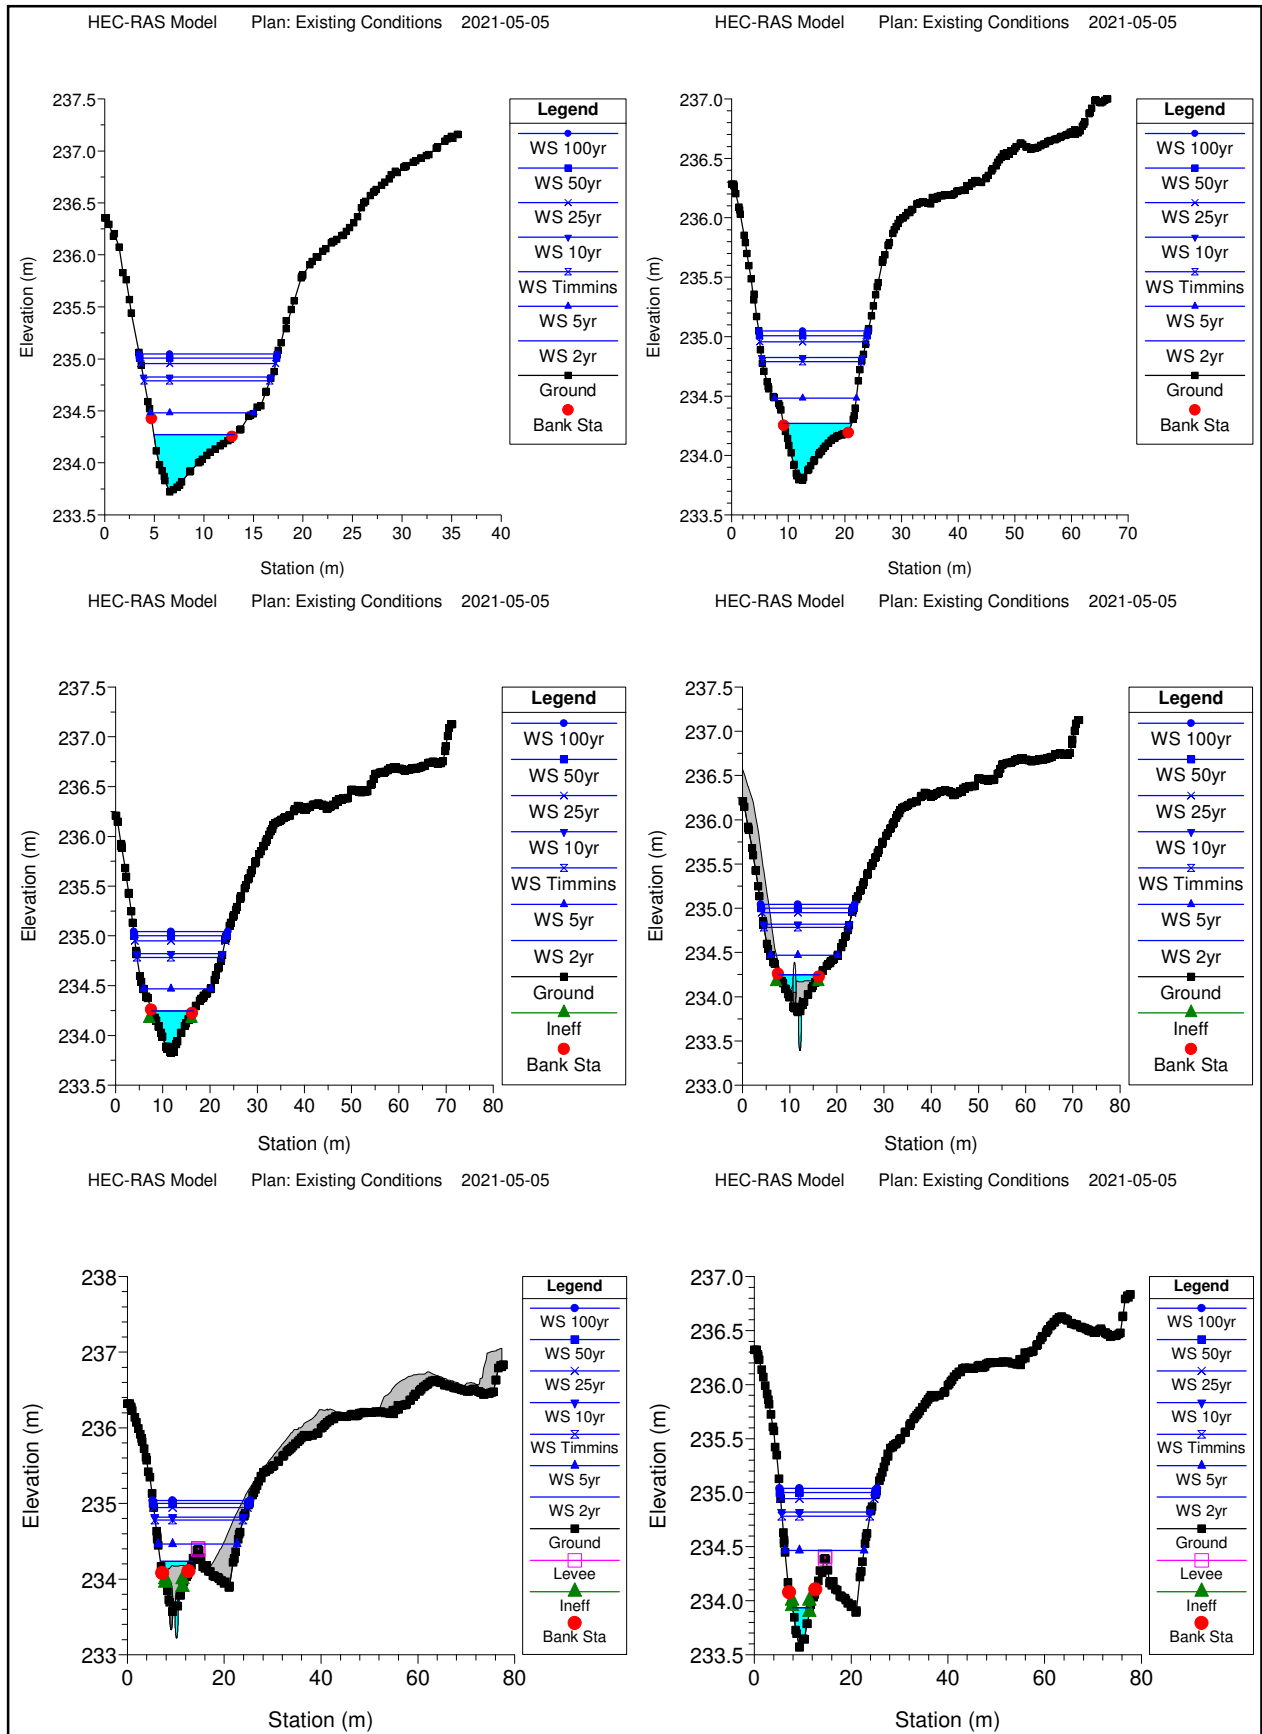 HEC-RAS Model Plan: Existing Conditions 2021-05-05
237.5
237.0
236.5
236.0
235.5
235.0
234.5
234.0
233.5
0 5 10 15 20 25 30 35 40
Elevation (m)
Station (m)
Legend
WS 100yr
WS 50yr
WS 25yr
WS 10yr
WS Timmins
WS 5yr
WS 2yr
Ground
Bank Sta
HEC-RAS Model Plan: Existing Conditions 2021-05-05
237.0
236.5
236.0
235.5
235.0
234.5
234.0
233.5
0 10 20 30 40 50 60 70
Elevation (m)
Station (m)
Legend
WS 100yr
WS 50yr
WS 25yr
WS 10yr
WS Timmins
WS 5yr
WS 2yr
Ground
Bank Sta
HEC-RAS Model Plan: Existing Conditions 2021-05-05
237.5
237.0
236.5
236.0
235.5
235.0
234.5
234.0
233.5
0 10 20 30 40 50 60 70 80
Elevation (m)
Station (m)
Legend
WS 100yr
WS 50yr
WS 25yr
WS 10yr
WS Timmins
WS 5yr
WS 2yr
Ground
Ineff
Bank Sta
HEC-RAS Model Plan: Existing Conditions 2021-05-05
237.5
237.0
236.5
236.0
235.5
235.0
234.5
234.0
233.5
233.0
0 10 20 30 40 50 60 70 80
Elevation (m)
Station (m)
Legend
WS 100yr
WS 50yr
WS 25yr
WS 10yr
WS Timmins
WS 5yr
WS 2yr
Ground
Ineff
Bank Sta
HEC-RAS Model Plan: Existing Conditions 2021-05-05
238
237
236
235
234
233
0 20 40 60 80
Elevation (m)
Station (m)
Legend
WS 100yr
WS 50yr
WS 25yr
WS 10yr
WS Timmins
WS 5yr
WS 2yr
Ground
Levee
Ineff
Bank Sta
HEC-RAS Model Plan: Existing Conditions 2021-05-05
237.0
236.5
236.0
235.5
235.0
234.5
234.0
233.5
0 20 40 60 80
Elevation (m)
Station (m)
Legend
WS 100yr
WS 50yr
WS 25yr
WS 10yr
WS Timmins
WS 5yr
WS 2yr
Ground
Levee
Ineff
Bank Sta